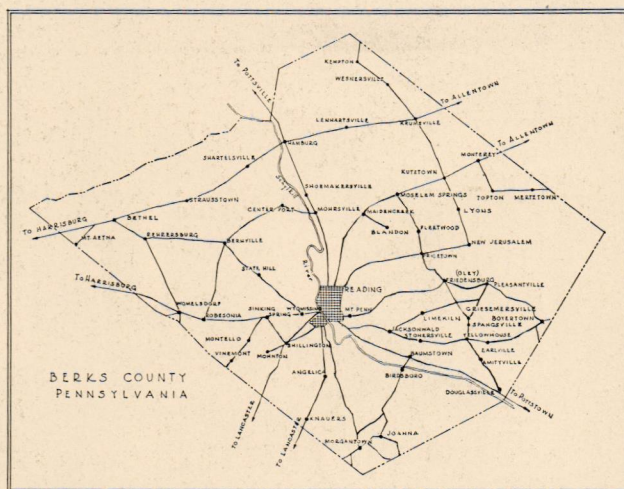 TO POTTSVILLE
KEMPTON
WERNERSVILLE
TO ALLENTOWN
LENHARTSVILLE
KRUMSVILLE
TO ALLENTOWN
HAMBURG
MONTEREY
SHARTELSVILLE
KUTZTOWN
SHOEMAKERSVILLE
MOSELEM SPRINGS
STRAUSSTOWN
TOPTON
MERTZTOWN
CENTER PORT
MOHRSVILLE
MAIDENCREEK
LYONS
BETHEL
BLANDON
FLEETWOOD
TO HARRISBURG
MT. AETNA
REHRERSBURG
BERNVILLE
NEW JERUSALEM
PRICETOWN
Schuylkill
River
STATE HILL
(OLEY)
FRIEDENSBURG
PLEASANTVILLE
TO HARRISBURG
READING
WOMELSDORF
ROBESONIA
SINKING
SPRING
WYOMISSING
MT. PENN
LIMEKILN
GRIESEMERSVILLE
BOYERTOWN
SPANGSVILLE
JACKSONWALD
STONERSVILLE
YELLOWHOUSE
MONTELLO
VINEMONT
MOHNTON
SHILLINGTON
EARLVILLE
BAUMSTOWN
AMITYVILLE
BIRDSBORO
ANGELICA
DOUGLASSVILLE
TO POTTSTOWN
BERKS COUNTY
PENNSYLVANIA
TO LANCASTER
KNAUERS
TO LANCASTER
MORGANTOWN
JOANNA